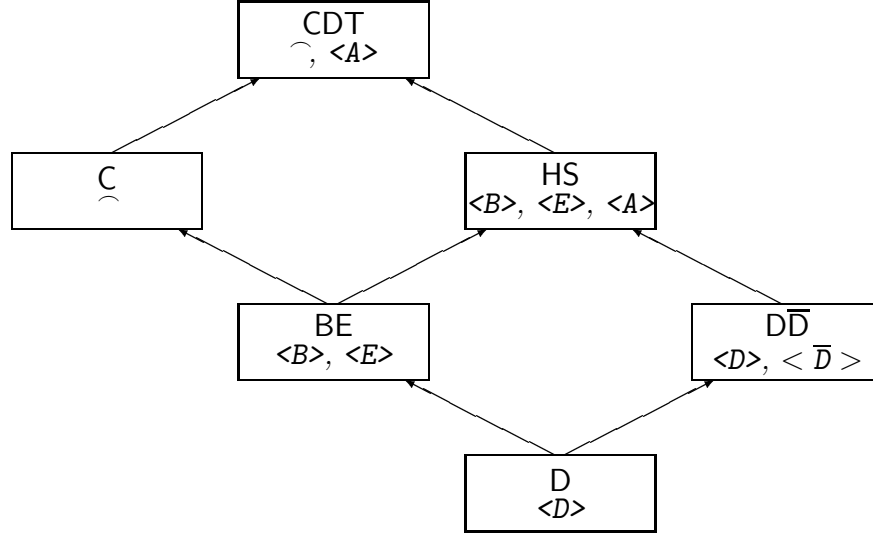 CDT
⌢, <A>
C
⌢
HS
<B>, <E>, <A>
BE
<B>, <E>
DD̅
<D>, < D̅ >
D
<D>